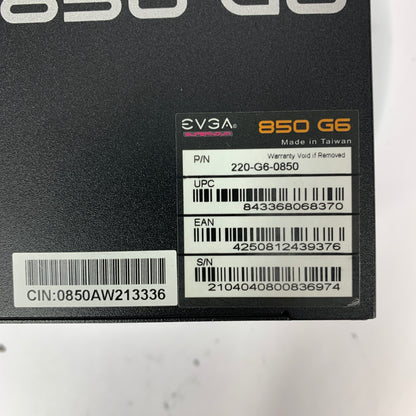 850 G6
EVGA® 850 G6
Made in Taiwan
P/N Warranty Void if Removed
220-G6-0850
UPC
843368068370
EAN
4250812439376
S/N
2104040800836974
CIN:0850AW213336